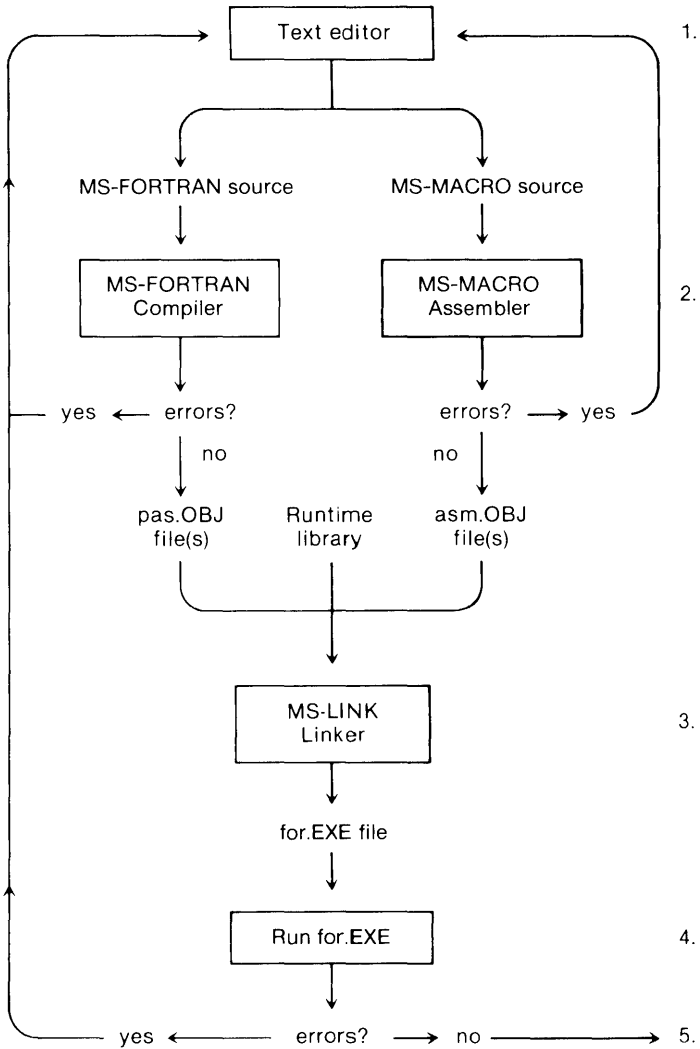 Text editor
1.
MS-FORTRAN source
MS-MACRO source
MS-FORTRAN
Compiler
MS-MACRO
Assembler
2.
yes
errors?
errors?
yes
no
no
pas.OBJ
file(s)
Runtime
library
asm.OBJ
file(s)
MS-LINK
Linker
3.
for.EXE file
Run for.EXE
4.
yes
errors?
no
5.